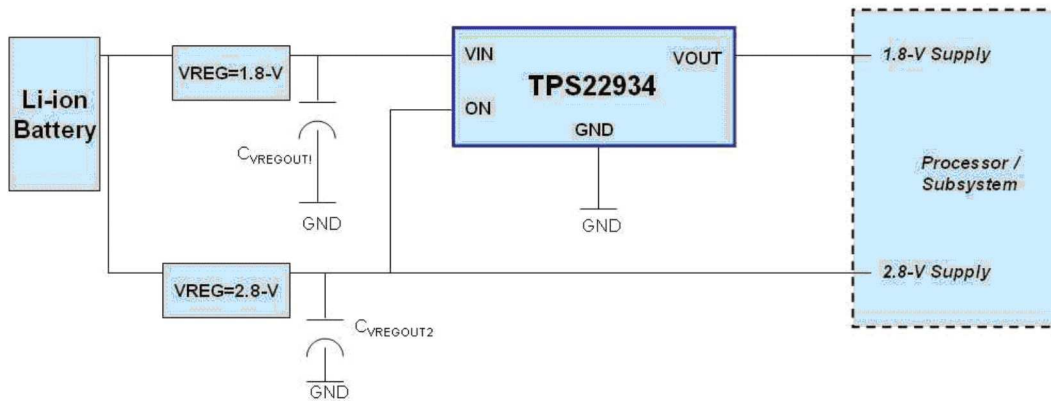 Li-ion
Battery
VREG=1.8-V
VIN
VOUT
TPS22934
ON
GND
1.8-V Supply
CVREGOUT!
GND
GND
Processor /
Subsystem
VREG=2.8-V
2.8-V Supply
CVREGOUT2
GND